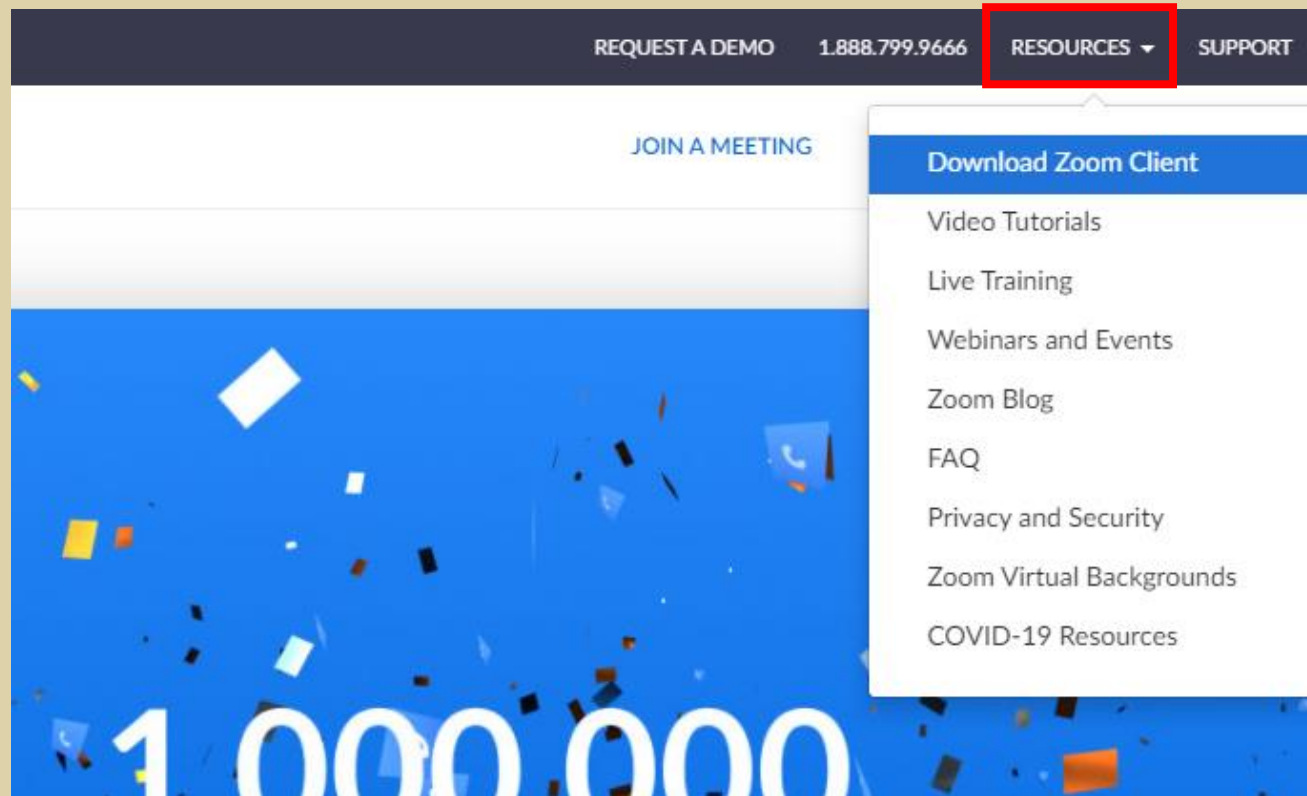 REQUEST A DEMO 1.888.799.9666 RESOURCES SUPPORT
JOIN A MEETING
Download Zoom Client
Video Tutorials
Live Training
Webinars and Events
Zoom Blog
FAQ
Privacy and Security
Zoom Virtual Backgrounds
COVID-19 Resources
1 000 000